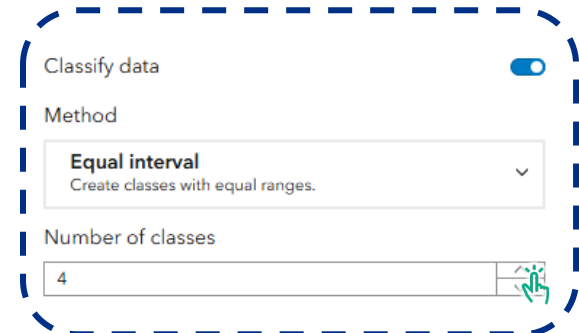 Classify data
Method
Equal interval
Create classes with equal ranges.
Number of classes
4